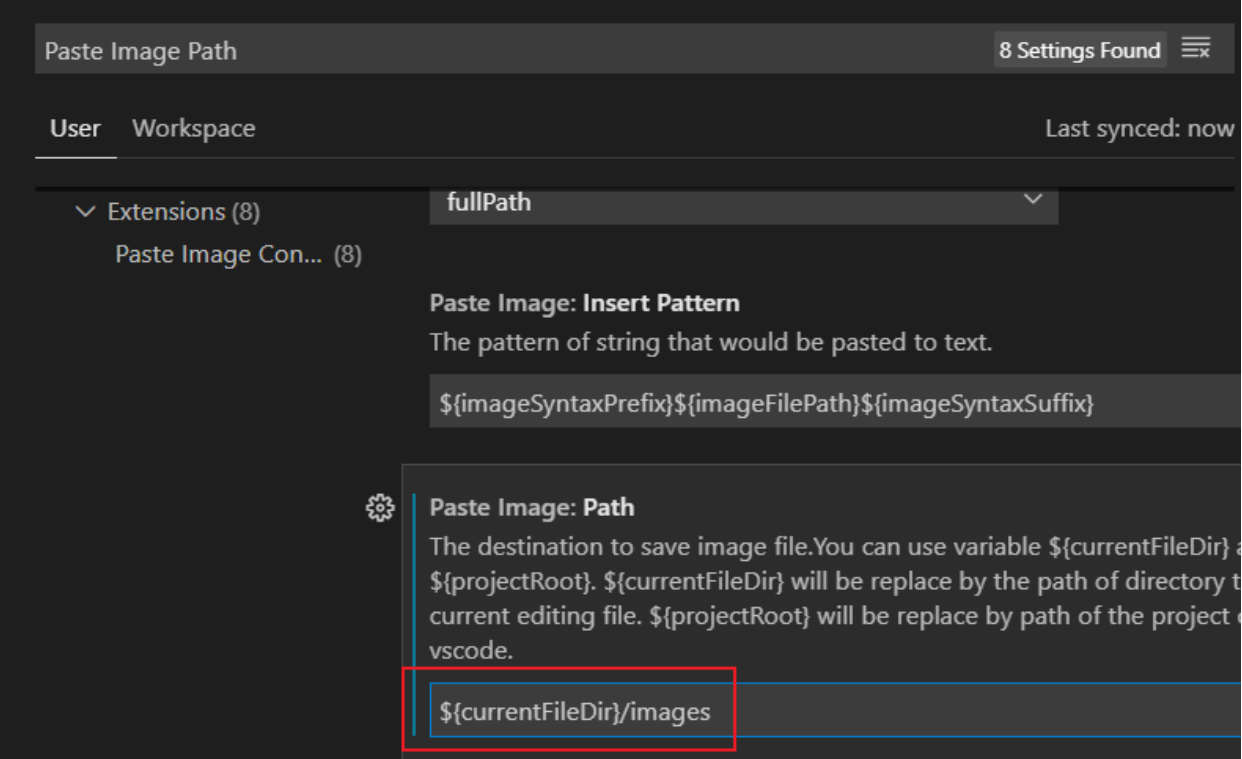 Paste Image Path
8 Settings Found
User
Workspace
Last synced: now
Extensions (8)
Paste Image Con... (8)
fullPath
Paste Image: Insert Pattern
The pattern of string that would be pasted to text.
${imageSyntaxPrefix}${imageFilePath}${imageSyntaxSuffix}
Paste Image: Path
The destination to save image file.You can use variable ${currentFileDir}
${projectRoot}. ${currentFileDir} will be replace by the path of directory
current editing file. ${projectRoot} will be replace by path of the project
vscode.
${currentFileDir}/images